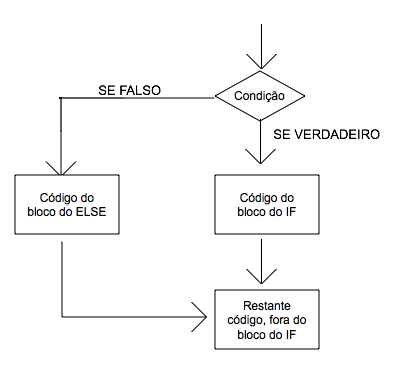 SE FALSO
Condição
SE VERDADEIRO
Código do
bloco do ELSE
Código do
bloco do IF
Restante
código, fora do
bloco do IF